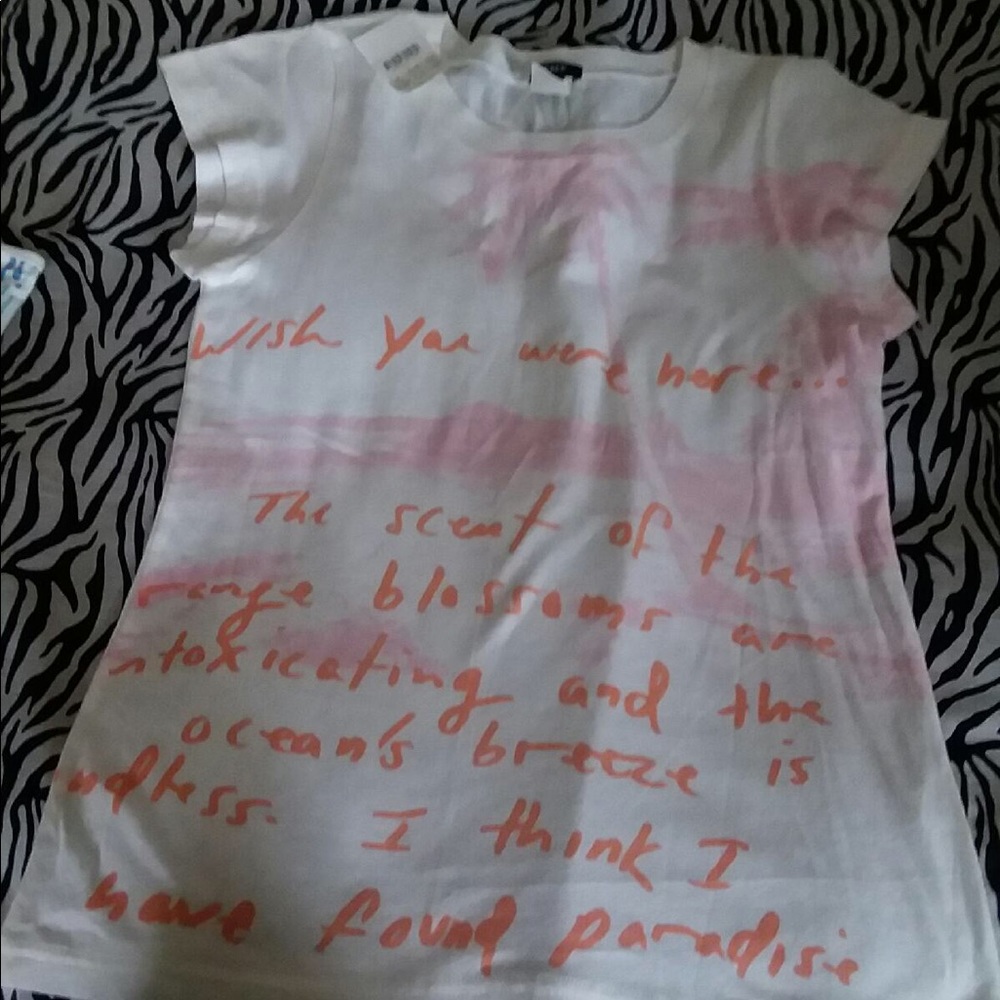 Wish You were here...
The scent of the
range blossoms are
ntoxicating and the
ocean's breeze is
ndless. I think I
have found paradise